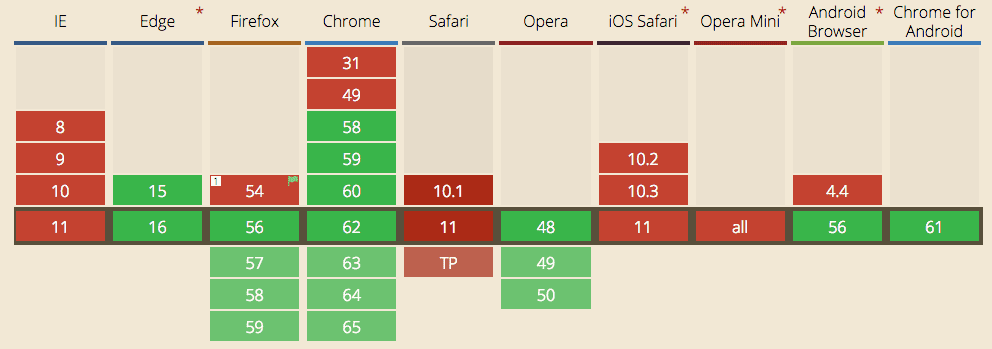 IE Edge * Firefox Chrome Safari Opera iOS Safari * Opera Mini * Android Browser * Chrome for Android
31
49
8 58
9 59 10.2
10 15 1 54 60 10.1 10.3 4.4
11 16 56 62 11 48 11 all 56 61
57 63 TP 49
58 64 50
59 65